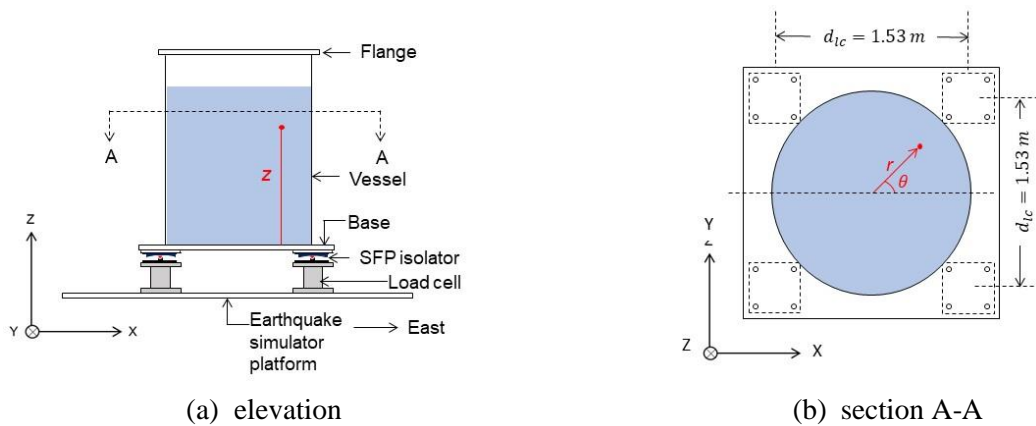 Flange
A
A
z
Vessel
Base
SFP isolator
Load cell
Z
Y
X
Earthquake
simulator
platform
East
(a) elevation
d_lc = 1.53 m
r
θ
d_lc = 1.53 m
Y
Z
X
(b) section A-A